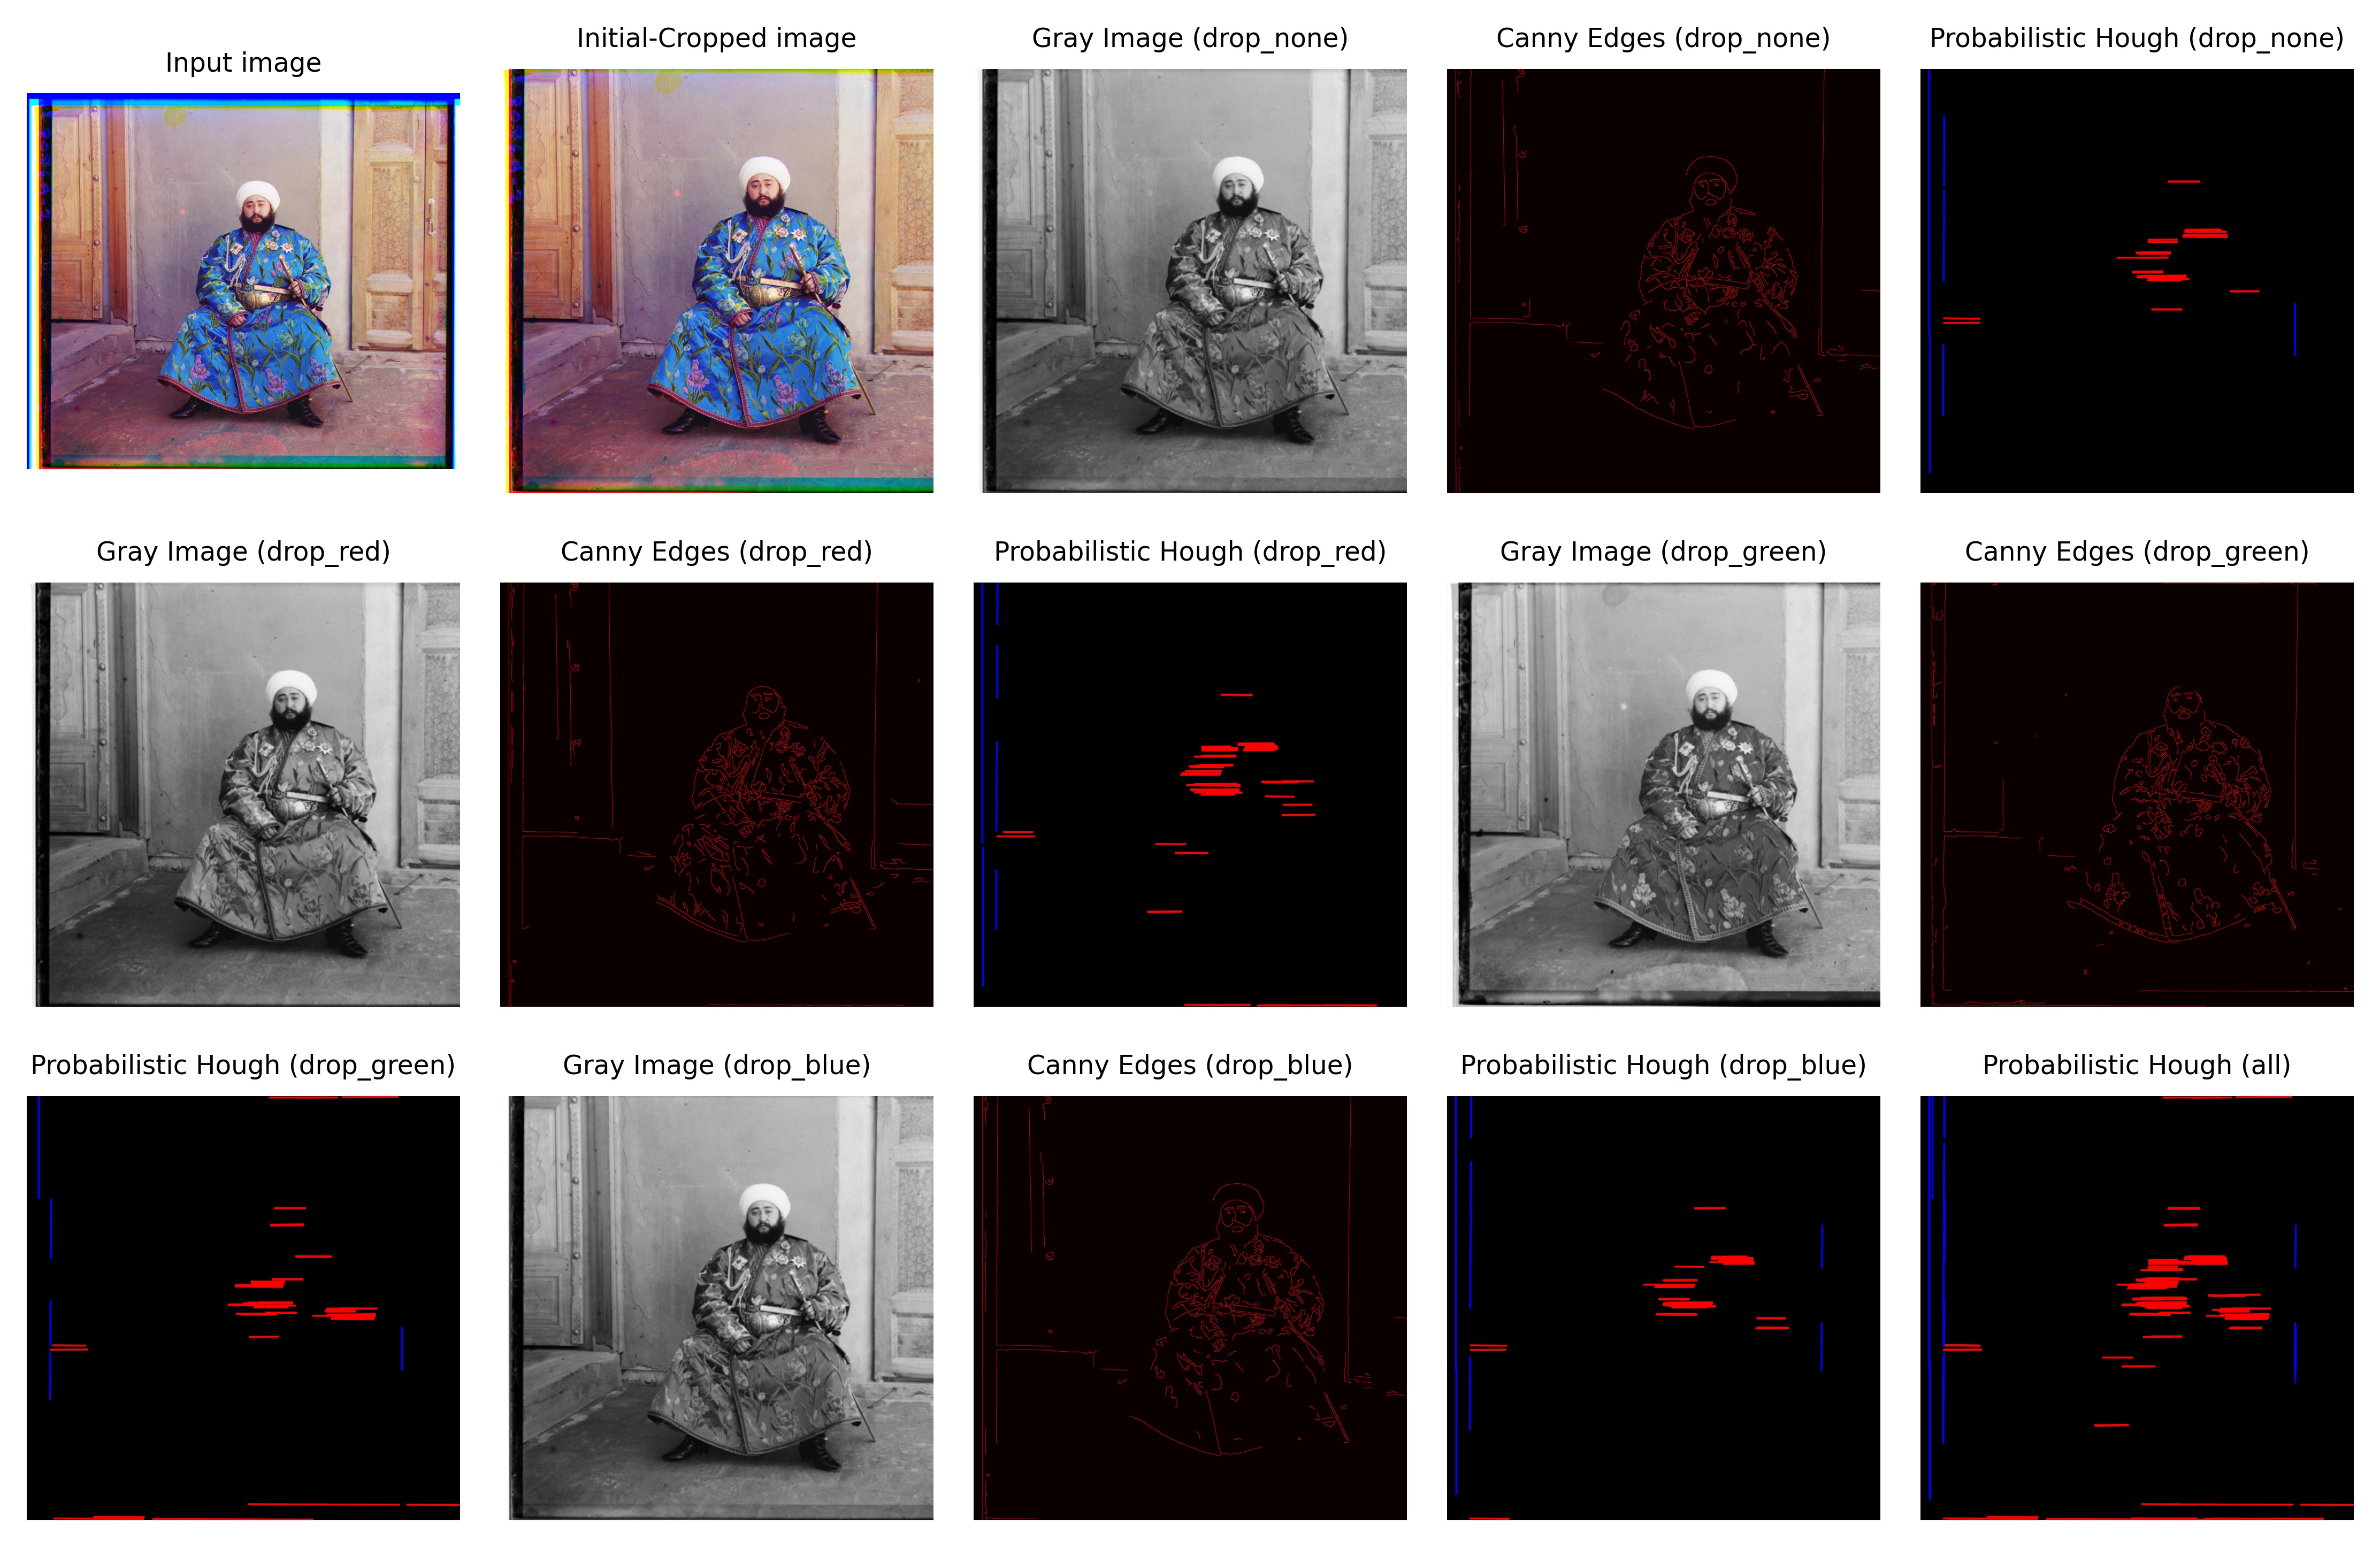 Input image
Initial-Cropped image
Gray Image (drop_none)
Canny Edges (drop_none)
Probabilistic Hough (drop_none)
Gray Image (drop_red)
Canny Edges (drop_red)
Probabilistic Hough (drop_red)
Gray Image (drop_green)
Canny Edges (drop_green)
Probabilistic Hough (drop_green)
Gray Image (drop_blue)
Canny Edges (drop_blue)
Probabilistic Hough (drop_blue)
Probabilistic Hough (all)